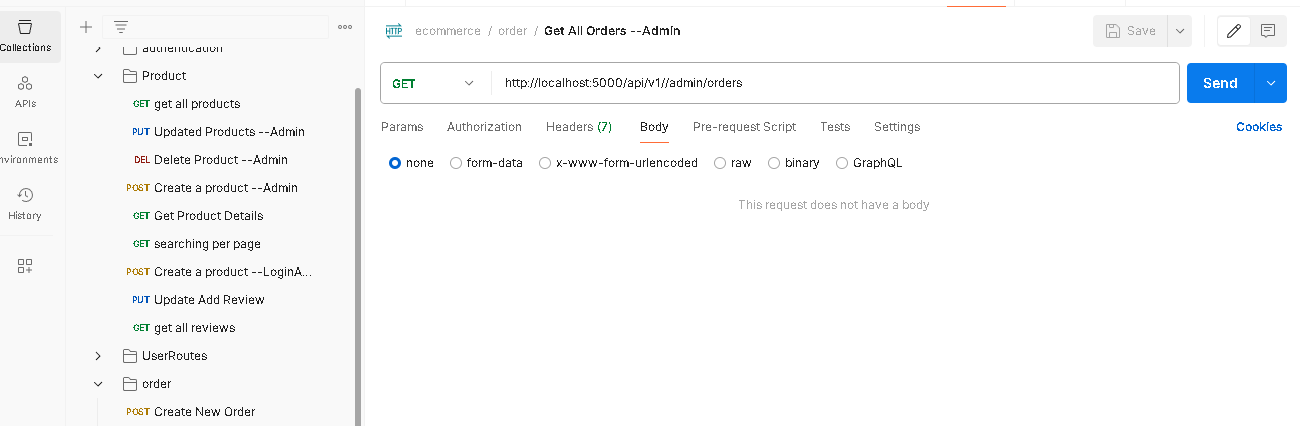 Collections
APIs
nvironments
History
authentication
Product
GET get all products
PUT Updated Products --Admin
DEL Delete Product --Admin
POST Create a product --Admin
GET Get Product Details
GET searching per page
POST Create a product --LoginA...
PUT Update Add Review
GET get all reviews
UserRoutes
order
POST Create New Order
HTTP ecommerce / order / Get All Orders --Admin
Save
GET http://localhost:5000/api/v1//admin/orders
Send
Params Authorization Headers (7) Body Pre-request Script Tests Settings Cookies
none form-data x-www-form-urlencoded raw binary GraphQL
This request does not have a body